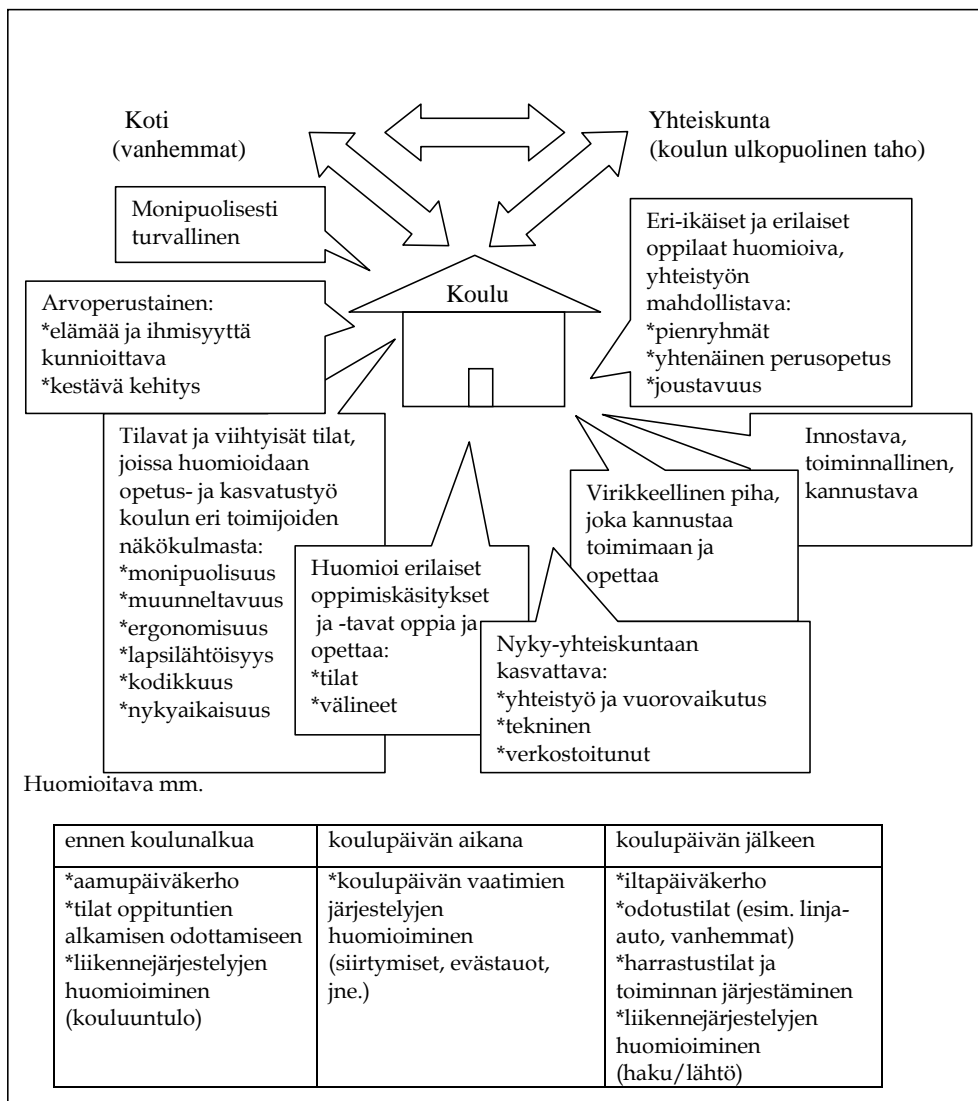 Koti
(vanhemmat)
Yhteiskunta
(koulun ulkopuolinen taho)
Monipuolisesti
turvallinen
Koulu
Eri-ikäiset ja erilaiset
oppilaat huomioiva,
yhteistyön
mahdollistava:
*pienryhmät
*yhtenäinen perusopetus
*joustavuus
Arvoperustainen:
*elämää ja ihmisyyttä
kunnioittava
*kestävä kehitys
Tilavat ja viihtyisät tilat,
joissa huomioidaan
opetus- ja kasvatustyö
koulun eri toimijoiden
näkökulmasta:
*monipuolisuus
*muunneltavuus
*ergonomisuus
*lapsilähtöisyys
*kodikkuus
*nykyaikaisuus
Huomioi erilaiset
oppimiskäsitykset
ja -tavat oppia ja
opettaa:
*tilat
*välineet
Innostava,
toiminnallinen,
kannustava
Virikkeellinen piha,
joka kannustaa
toimimaan ja
opettaa
Nyky-yhteiskuntaan
kasvattava:
*yhteistyö ja vuorovaikutus
*tekninen
*verkostoitunut
Huomioitava mm.
ennen koulunalkua
*aamupäiväkerho
*tilat oppituntien
alkamisen odottamiseen
*liikennejärjestelyjen
huomioiminen
(kouluuntulo)
koulupäivän aikana
*koulupäivän vaatimien
järjestelyjen
huomioiminen
(siirtymiset, evästauot,
jne.)
koulupäivän jälkeen
*iltapäiväkerho
*odotustilat (esim. linja-
auto, vanhemmat)
*harrastustilat ja
toiminnan järjestäminen
*liikennejärjestelyjen
huomioiminen
(haku/lähtö)